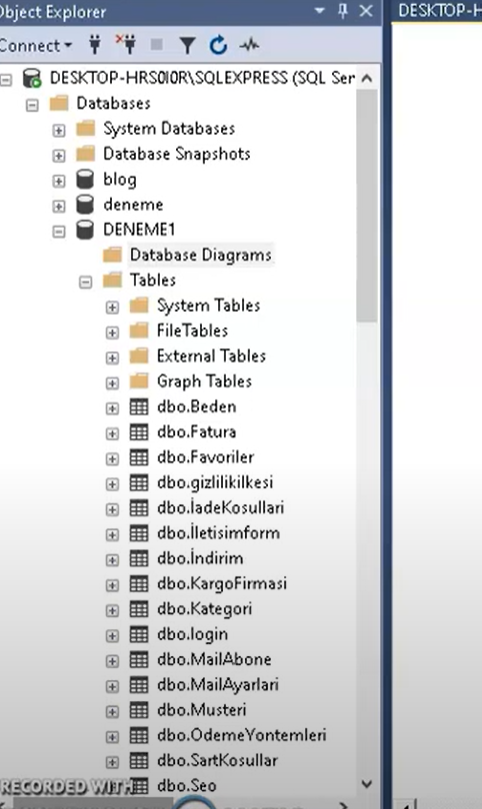 Object Explorer
DESKTOP-H
Connect
DESKTOP-HRS0I0R\SQLEXPRESS (SQL Ser
Databases
System Databases
Database Snapshots
blog
deneme
DENEME1
Database Diagrams
Tables
System Tables
FileTables
External Tables
Graph Tables
dbo.Beden
dbo.Fatura
dbo.Favoriler
dbo.gizlilikilkesi
dbo.İadeKosullari
dbo.İletisimform
dbo.İndirim
dbo.KargoFirmasi
dbo.Kategori
dbo.login
dbo.MailAbone
dbo.MailAyarlari
dbo.Musteri
dbo.OdemeYontemleri
dbo.SartKosullar
dbo.Seo
RECORDED WITH